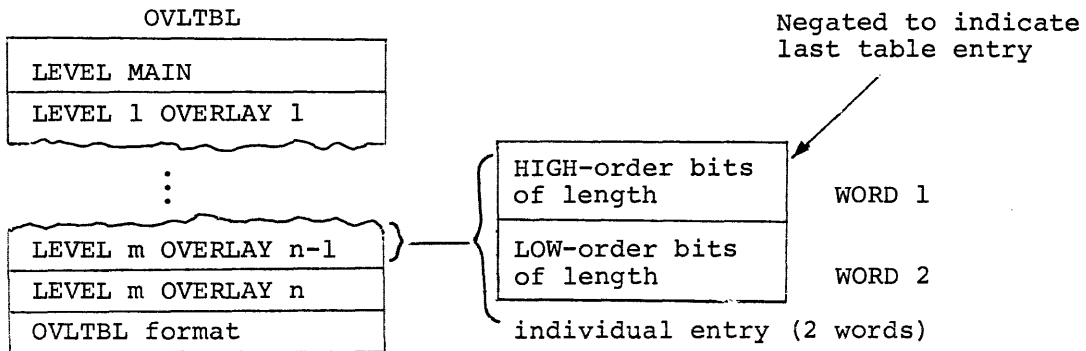 OVLTBL
LEVEL MAIN
LEVEL 1 OVERLAY 1
⋮
LEVEL m OVERLAY n-1
LEVEL m OVERLAY n
OVLTBL format
Negated to indicate
last table entry
HIGH-order bits
of length
WORD 1
LOW-order bits
of length
WORD 2
individual entry (2 words)